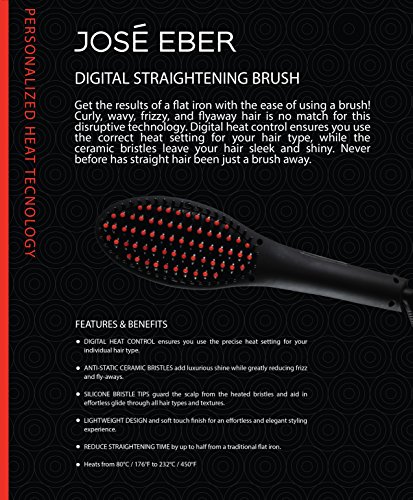 PERSONALIZED HEAT TECNOLOGY
JOSÉ EBER
DIGITAL STRAIGHTENING BRUSH
Get the results of a flat iron with the ease of using a brush!
Curly, wavy, frizzy, and flyaway hair is no match for this
disruptive technology. Digital heat control ensures you use
the correct heat setting for your hair type, while the
ceramic bristles leave your hair sleek and shiny. Never
before has straight hair been just a brush away.
FEATURES & BENEFITS
● DIGITAL HEAT CONTROL ensures you use the precise heat setting for your
individual hair type.
● ANTI-STATIC CERAMIC BRISTLES add luxurious shine while greatly reducing frizz
and fly-aways.
● SILICONE BRISTLE TIPS guard the scalp from the heated bristles and aid in
effortless glide through all hair types and textures.
● LIGHTWEIGHT DESIGN and soft touch finish for an effortless and elegant styling
experience.
● REDUCE STRAIGHTENING TIME by up to half from a traditional flat iron.
● Heats from 80°C / 176°F to 232°C / 450°F